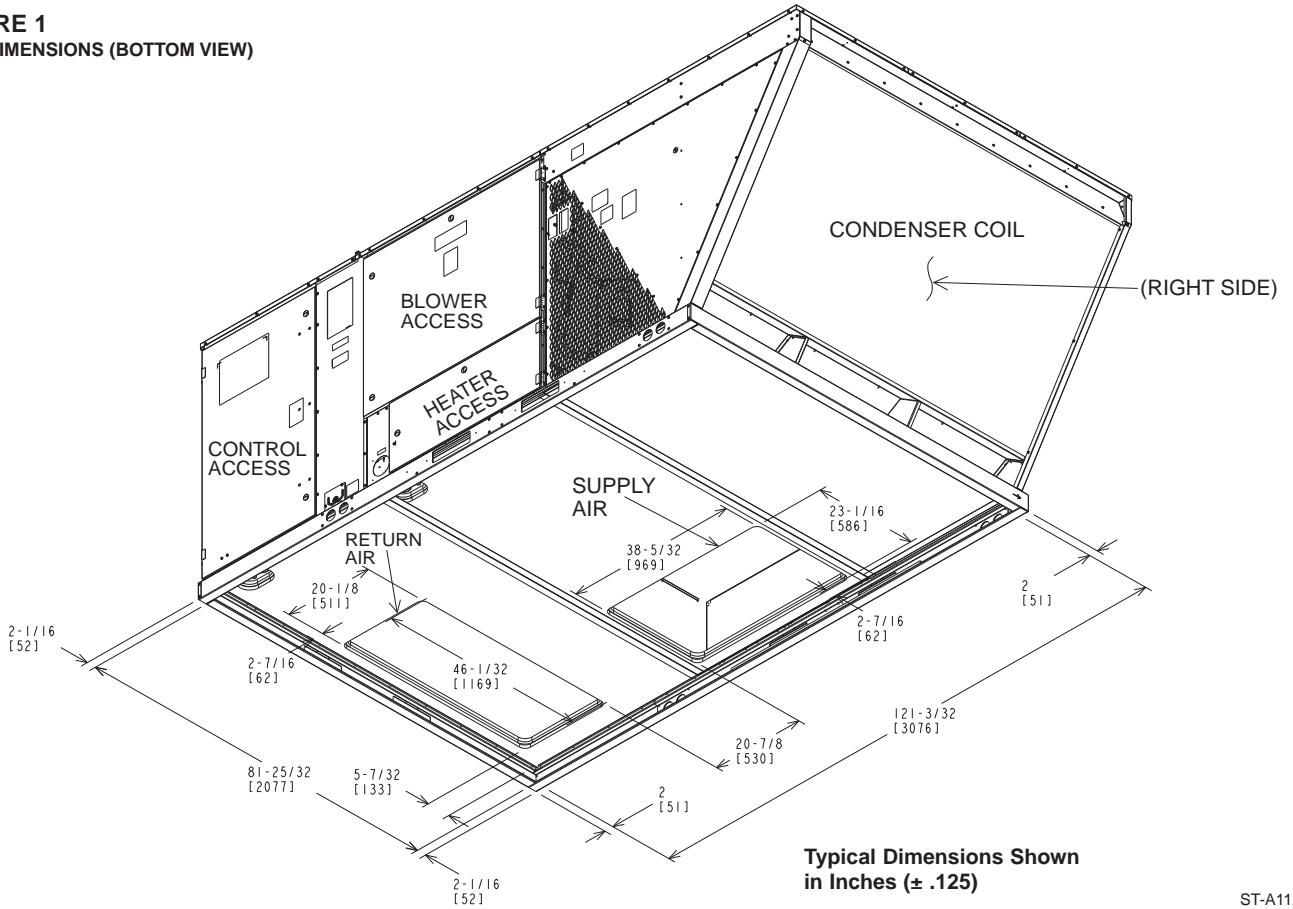 RE 1
DIMENSIONS (BOTTOM VIEW)
CONDENSER COIL
(RIGHT SIDE)
BLOWER
ACCESS
HEATER
ACCESS
CONTROL
ACCESS
SUPPLY
AIR
23-1/16
[586]
38-5/32
[969]
RETURN
AIR
20-1/8
[511]
2
[51]
2-7/16
[62]
2-1/16
[52]
2-7/16
[62]
46-1/32
[1169]
121-3/32
[3076]
20-7/8
[530]
81-25/32
[2077]
5-7/32
[133]
2
[51]
2-1/16
[52]
Typical Dimensions Shown
in Inches (± .125)
ST-A11